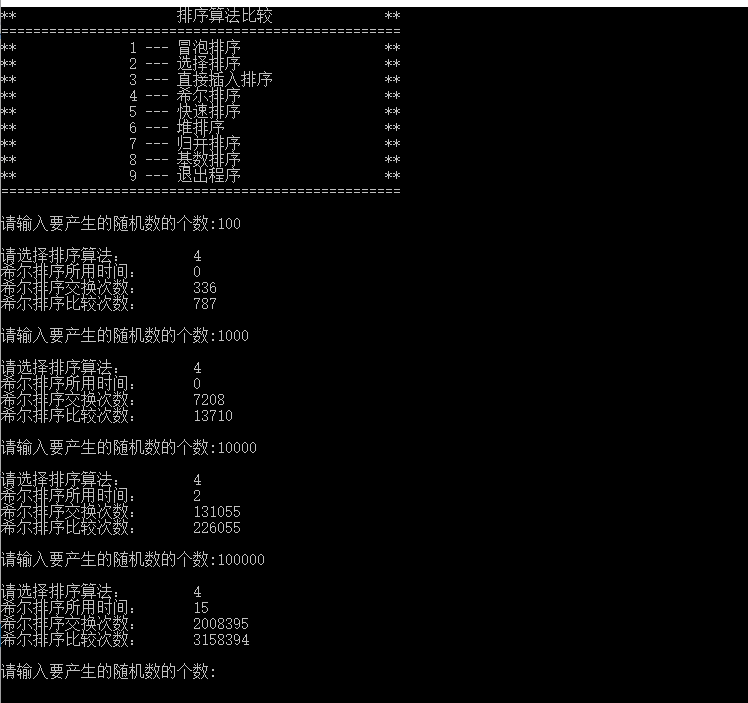 ** 排序算法比较 **
==================================================
** 1 --- 冒泡排序 **
** 2 --- 选择排序 **
** 3 --- 直接插入排序 **
** 4 --- 希尔排序 **
** 5 --- 快速排序 **
** 6 --- 堆排序 **
** 7 --- 归并排序 **
** 8 --- 基数排序 **
** 9 --- 退出程序 **
==================================================
请输入要产生的随机数的个数:100
请选择排序算法: 4
希尔排序所用时间: 0
希尔排序交换次数: 336
希尔排序比较次数: 787
请输入要产生的随机数的个数:1000
请选择排序算法: 4
希尔排序所用时间: 0
希尔排序交换次数: 7208
希尔排序比较次数: 13710
请输入要产生的随机数的个数:10000
请选择排序算法: 4
希尔排序所用时间: 2
希尔排序交换次数: 131055
希尔排序比较次数: 226055
请输入要产生的随机数的个数:100000
请选择排序算法: 4
希尔排序所用时间: 15
希尔排序交换次数: 2008395
希尔排序比较次数: 3158394
请输入要产生的随机数的个数: